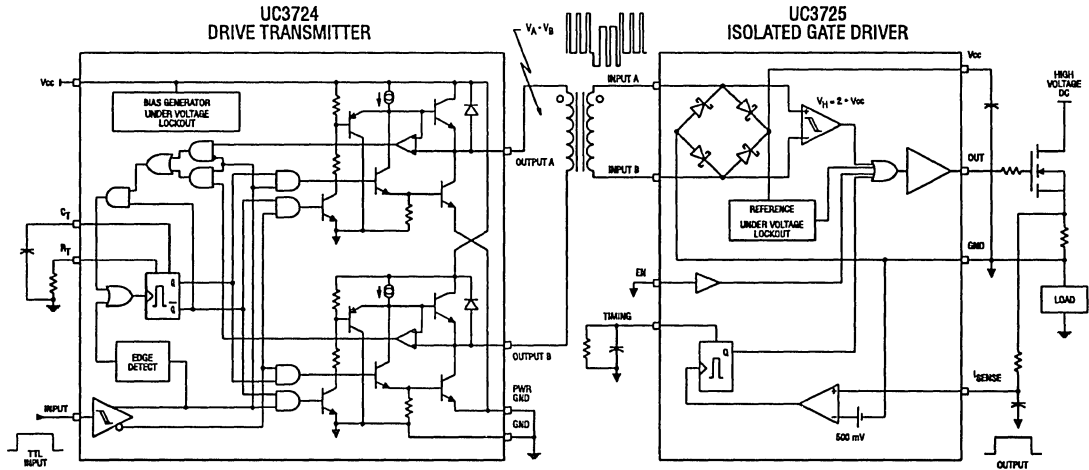 UC3724
DRIVE TRANSMITTER
UC3725
ISOLATED GATE DRIVER
Vcc
BIAS GENERATOR
UNDER VOLTAGE
LOCKOUT
VA - VB
OUTPUT A
CT
RT
Q
Q
EDGE
DETECT
INPUT
TTL
INPUT
OUTPUT B
PWR
GND
GND
INPUT A
INPUT B
VH = 2 • Vcc
Vcc
HIGH
VOLTAGE
DC
OUT
REFERENCE
UNDER VOLTAGE
LOCKOUT
GND
EN
LOAD
TIMING
Q
ISENSE
500 mV
OUTPUT